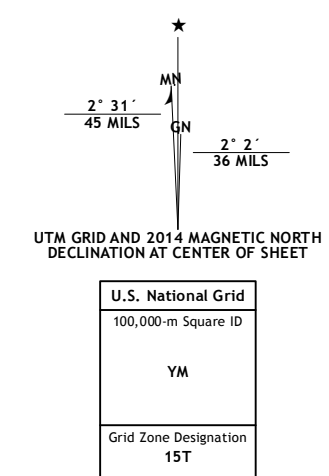 ★
MN
2° 31´
45 MILS
GN
2° 2´
36 MILS
UTM GRID AND 2014 MAGNETIC NORTH
DECLINATION AT CENTER OF SHEET
U.S. National Grid
100,000-m Square ID
YM
Grid Zone Designation
15T